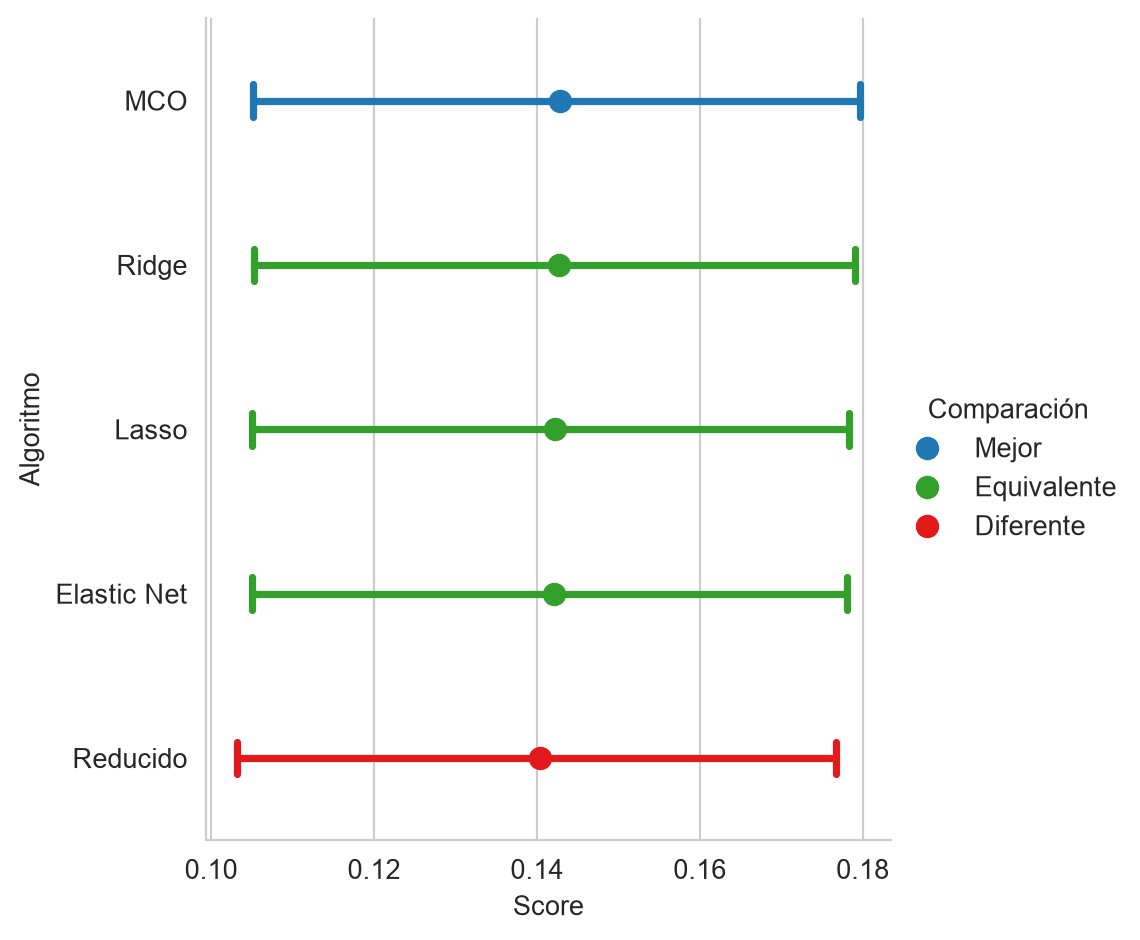 MCO
Ridge
Lasso
Elastic Net
Reducido
Algoritmo
0.10 0.12 0.14 0.16 0.18
Score
Comparación
Mejor
Equivalente
Diferente